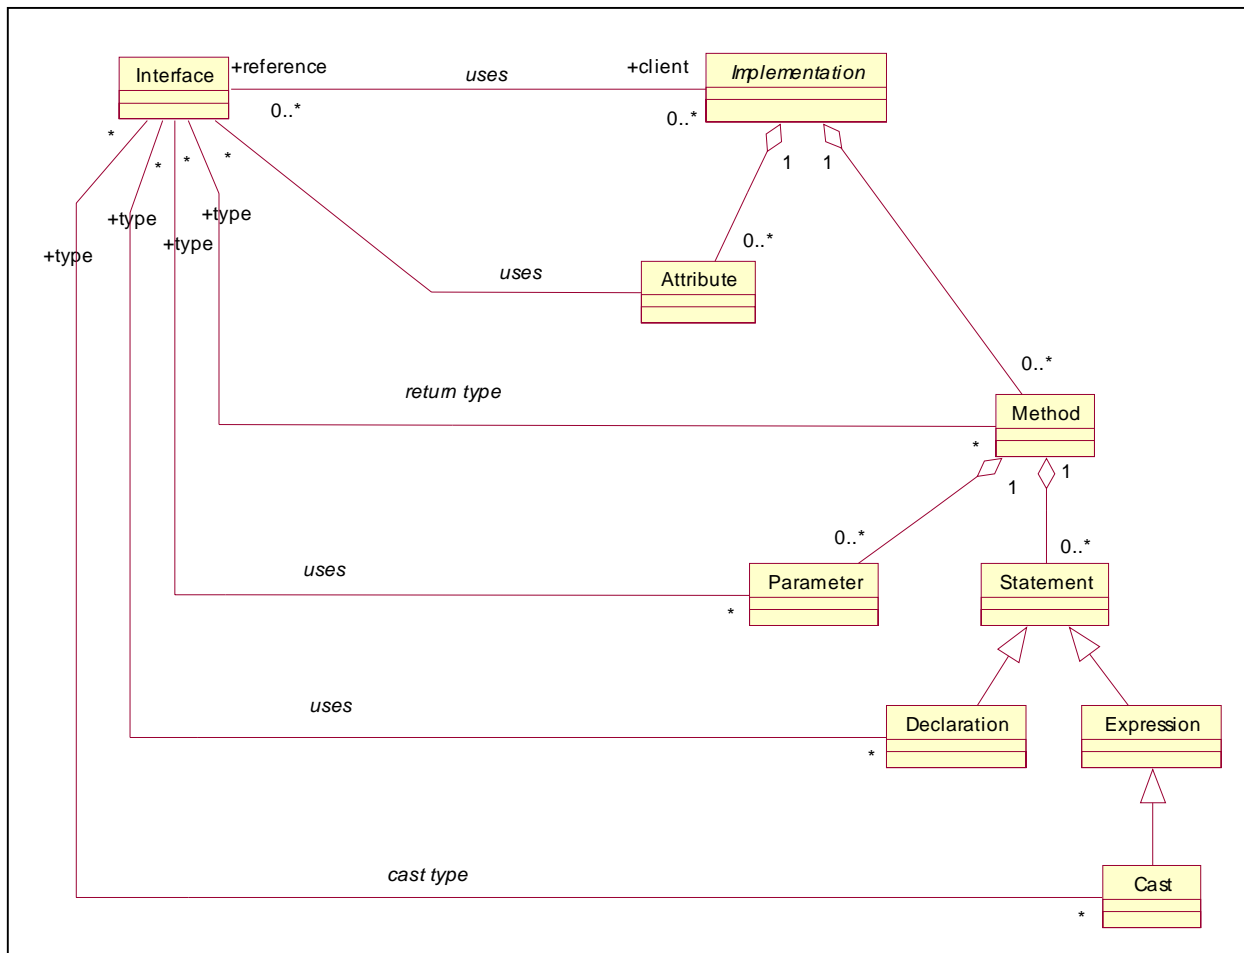 Interface
+reference
uses
+client
Implementation
0..*
0..*
*
*
*
*
1
1
+type
+type
+type
+type
0..*
uses
Attribute
0..*
return type
Method
*
1
1
0..*
0..*
uses
Parameter
Statement
*
uses
Declaration
Expression
*
cast type
Cast
*